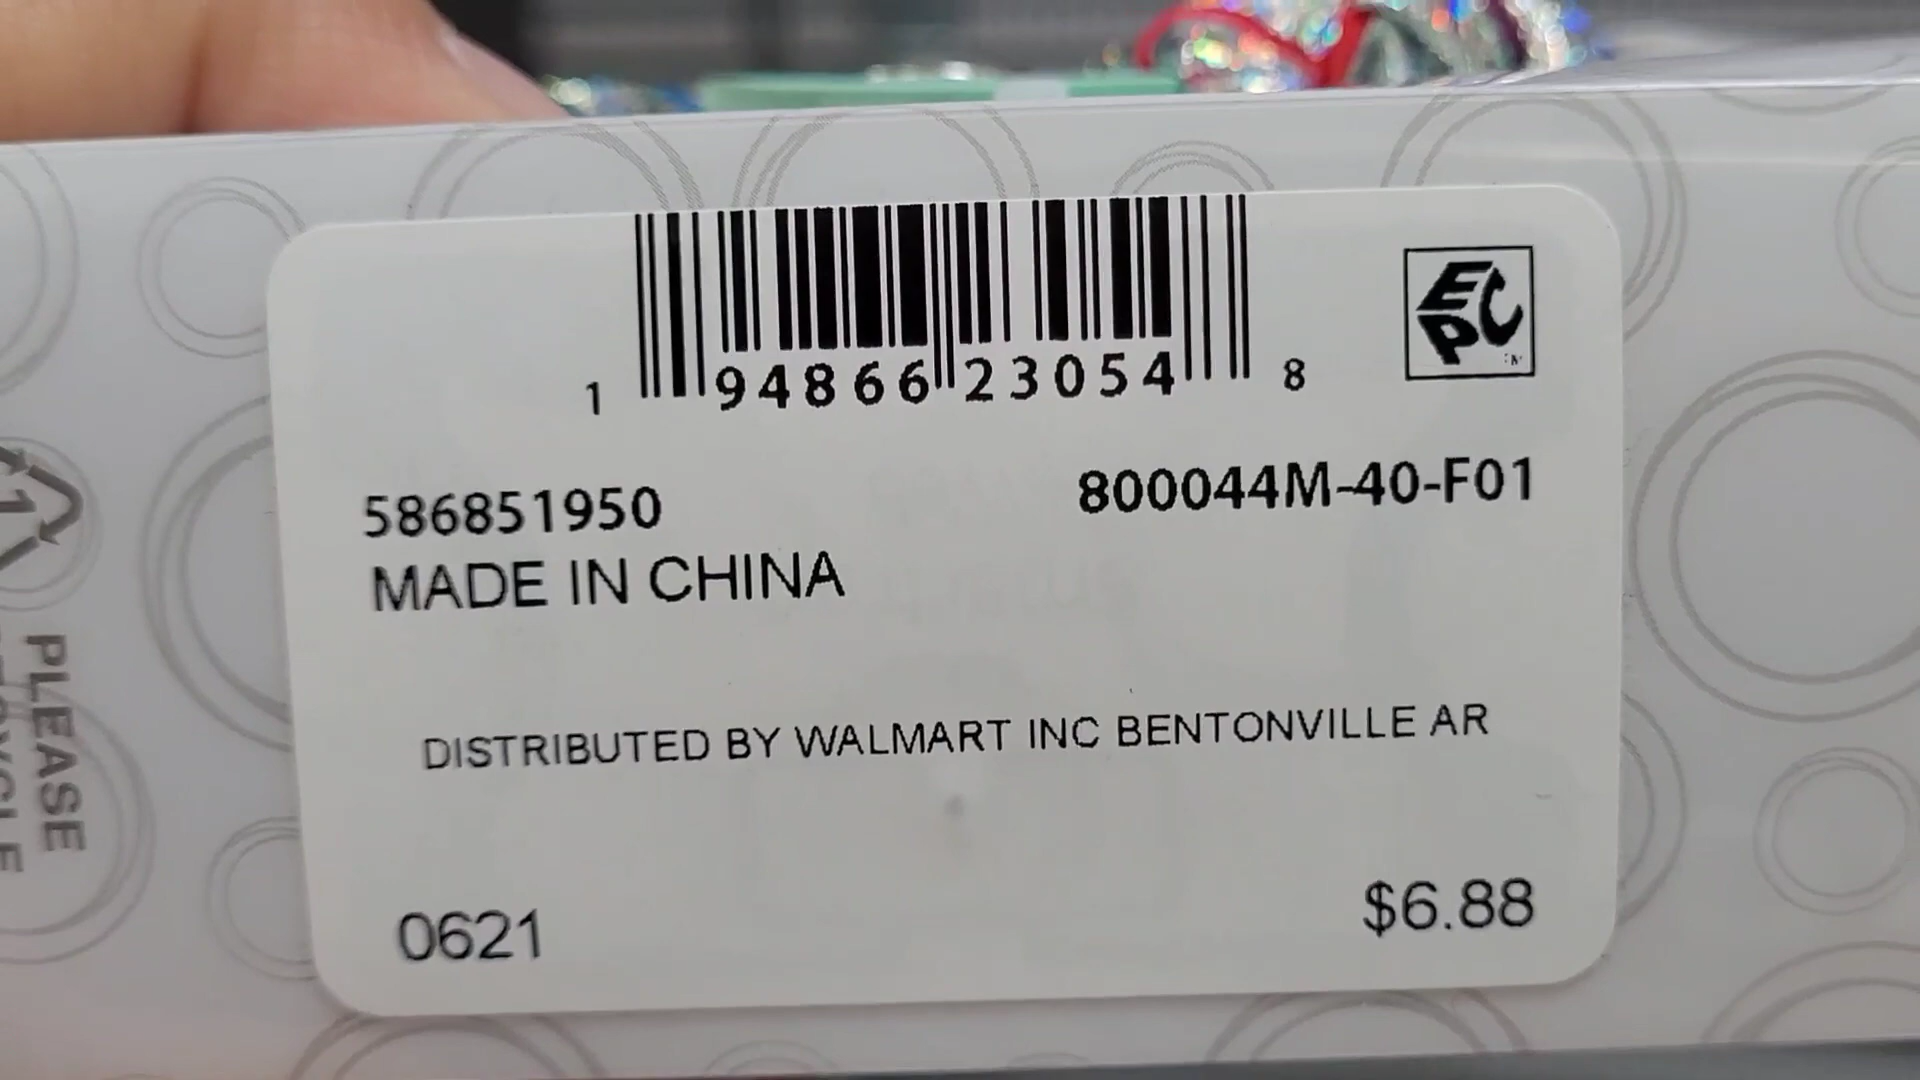 1 94866 23054 8
EPC
586851950 800044M-40-F01
MADE IN CHINA
DISTRIBUTED BY WALMART INC BENTONVILLE AR
0621 $6.88
1
PLEASE